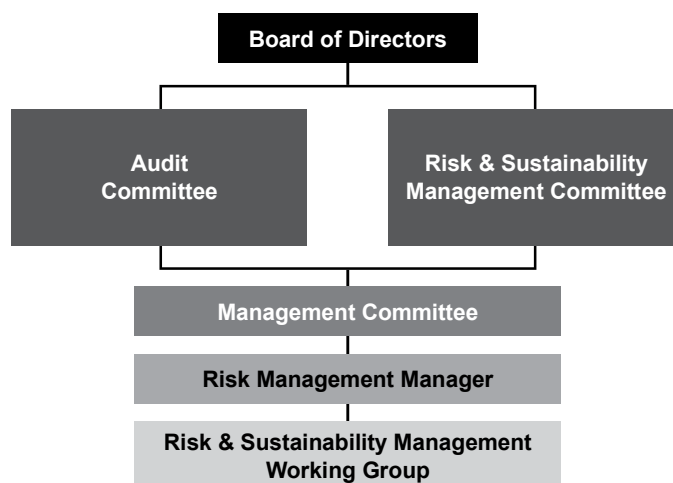 Board of Directors
Audit
Committee
Risk & Sustainability
Management Committee
Management Committee
Risk Management Manager
Risk & Sustainability Management
Working Group